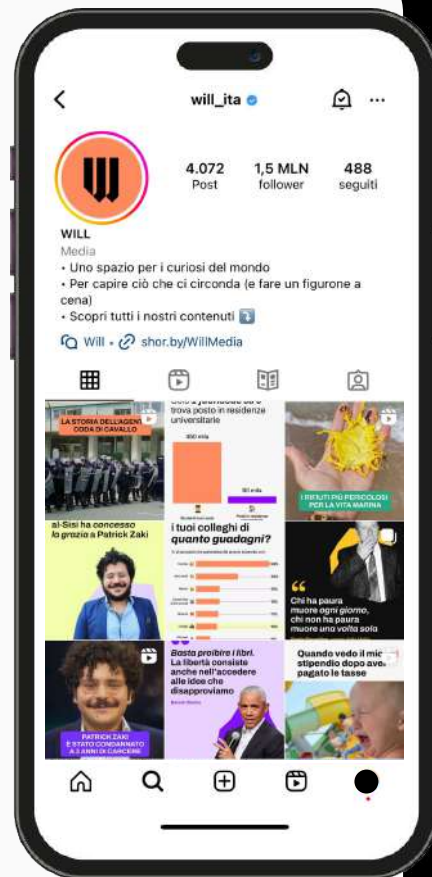 will_ita
4.072 1,5 MLN 488
Post follower seguiti
WILL
Media
• Uno spazio per i curiosi del mondo
• Per capire ciò che ci circonda (e fare un figurone a
cena)
• Scopri tutti i nostri contenuti
Will • shor.by/WillMedia
LA STORIA DELL'AGENTE
CODA DI CAVALLO
trova posto in residenze
universitarie
I RIFIUTI PIÙ PERICOLOSI
PER LA VITA MARINA
al-Sisi ha concesso
la grazia a Patrick Zaki
i tuoi colleghi di
quanto guadagni?
Chi ha paura
muore ogni giorno,
chi non ha paura
muore una volta sola
PATRICK ZAKI
È STATO CONDANNATO
A 3 ANNI DI CARCERE
Basta proibire i libri.
La libertà consiste
anche nell'accedere
alle idee che
disapproviamo
Barack Obama
Quando vedo il mio
stipendio dopo aver
pagato le tasse